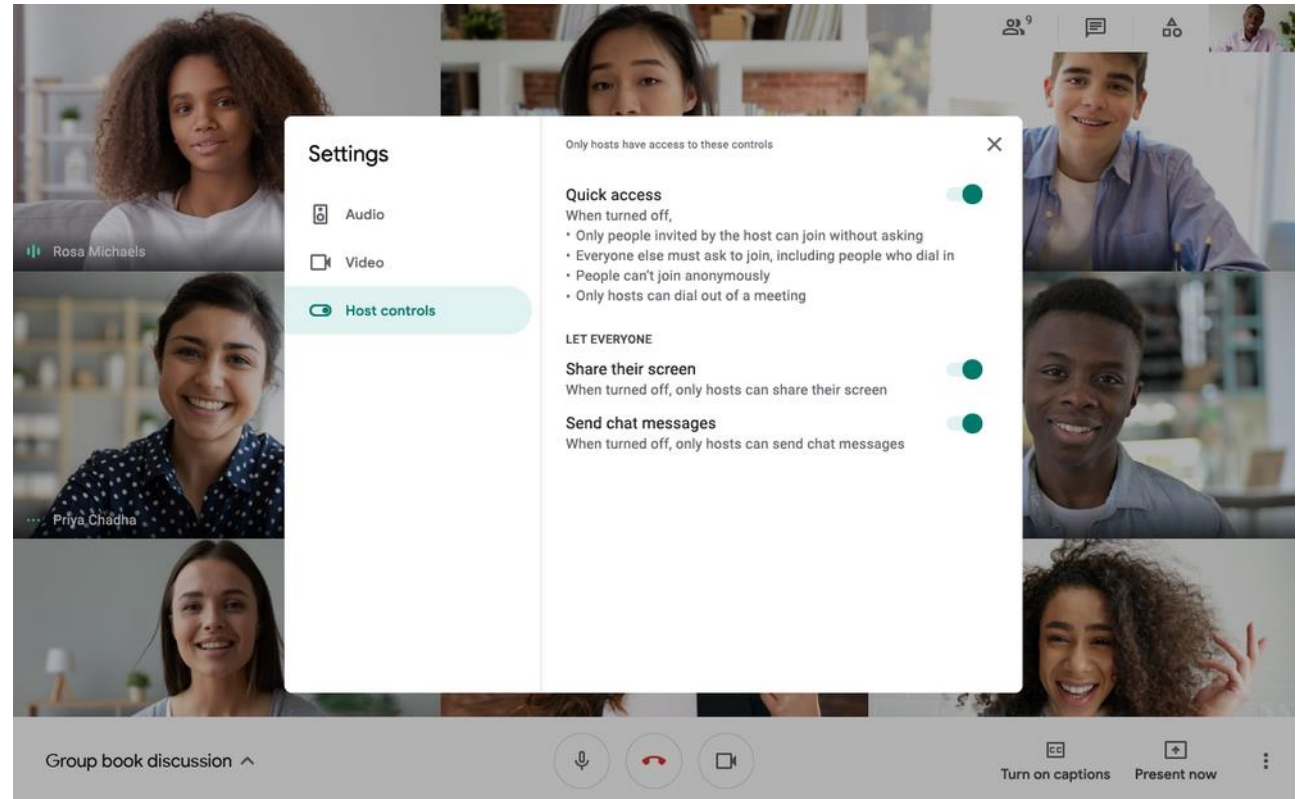 9
Rosa Michaels
Priya Chadha
Settings
Audio
Video
Host controls
Only hosts have access to these controls
Quick access
When turned off,
• Only people invited by the host can join without asking
• Everyone else must ask to join, including people who dial in
• People can't join anonymously
• Only hosts can dial out of a meeting
LET EVERYONE
Share their screen
When turned off, only hosts can share their screen
Send chat messages
When turned off, only hosts can send chat messages
Group book discussion
CC
Turn on captions
Present now